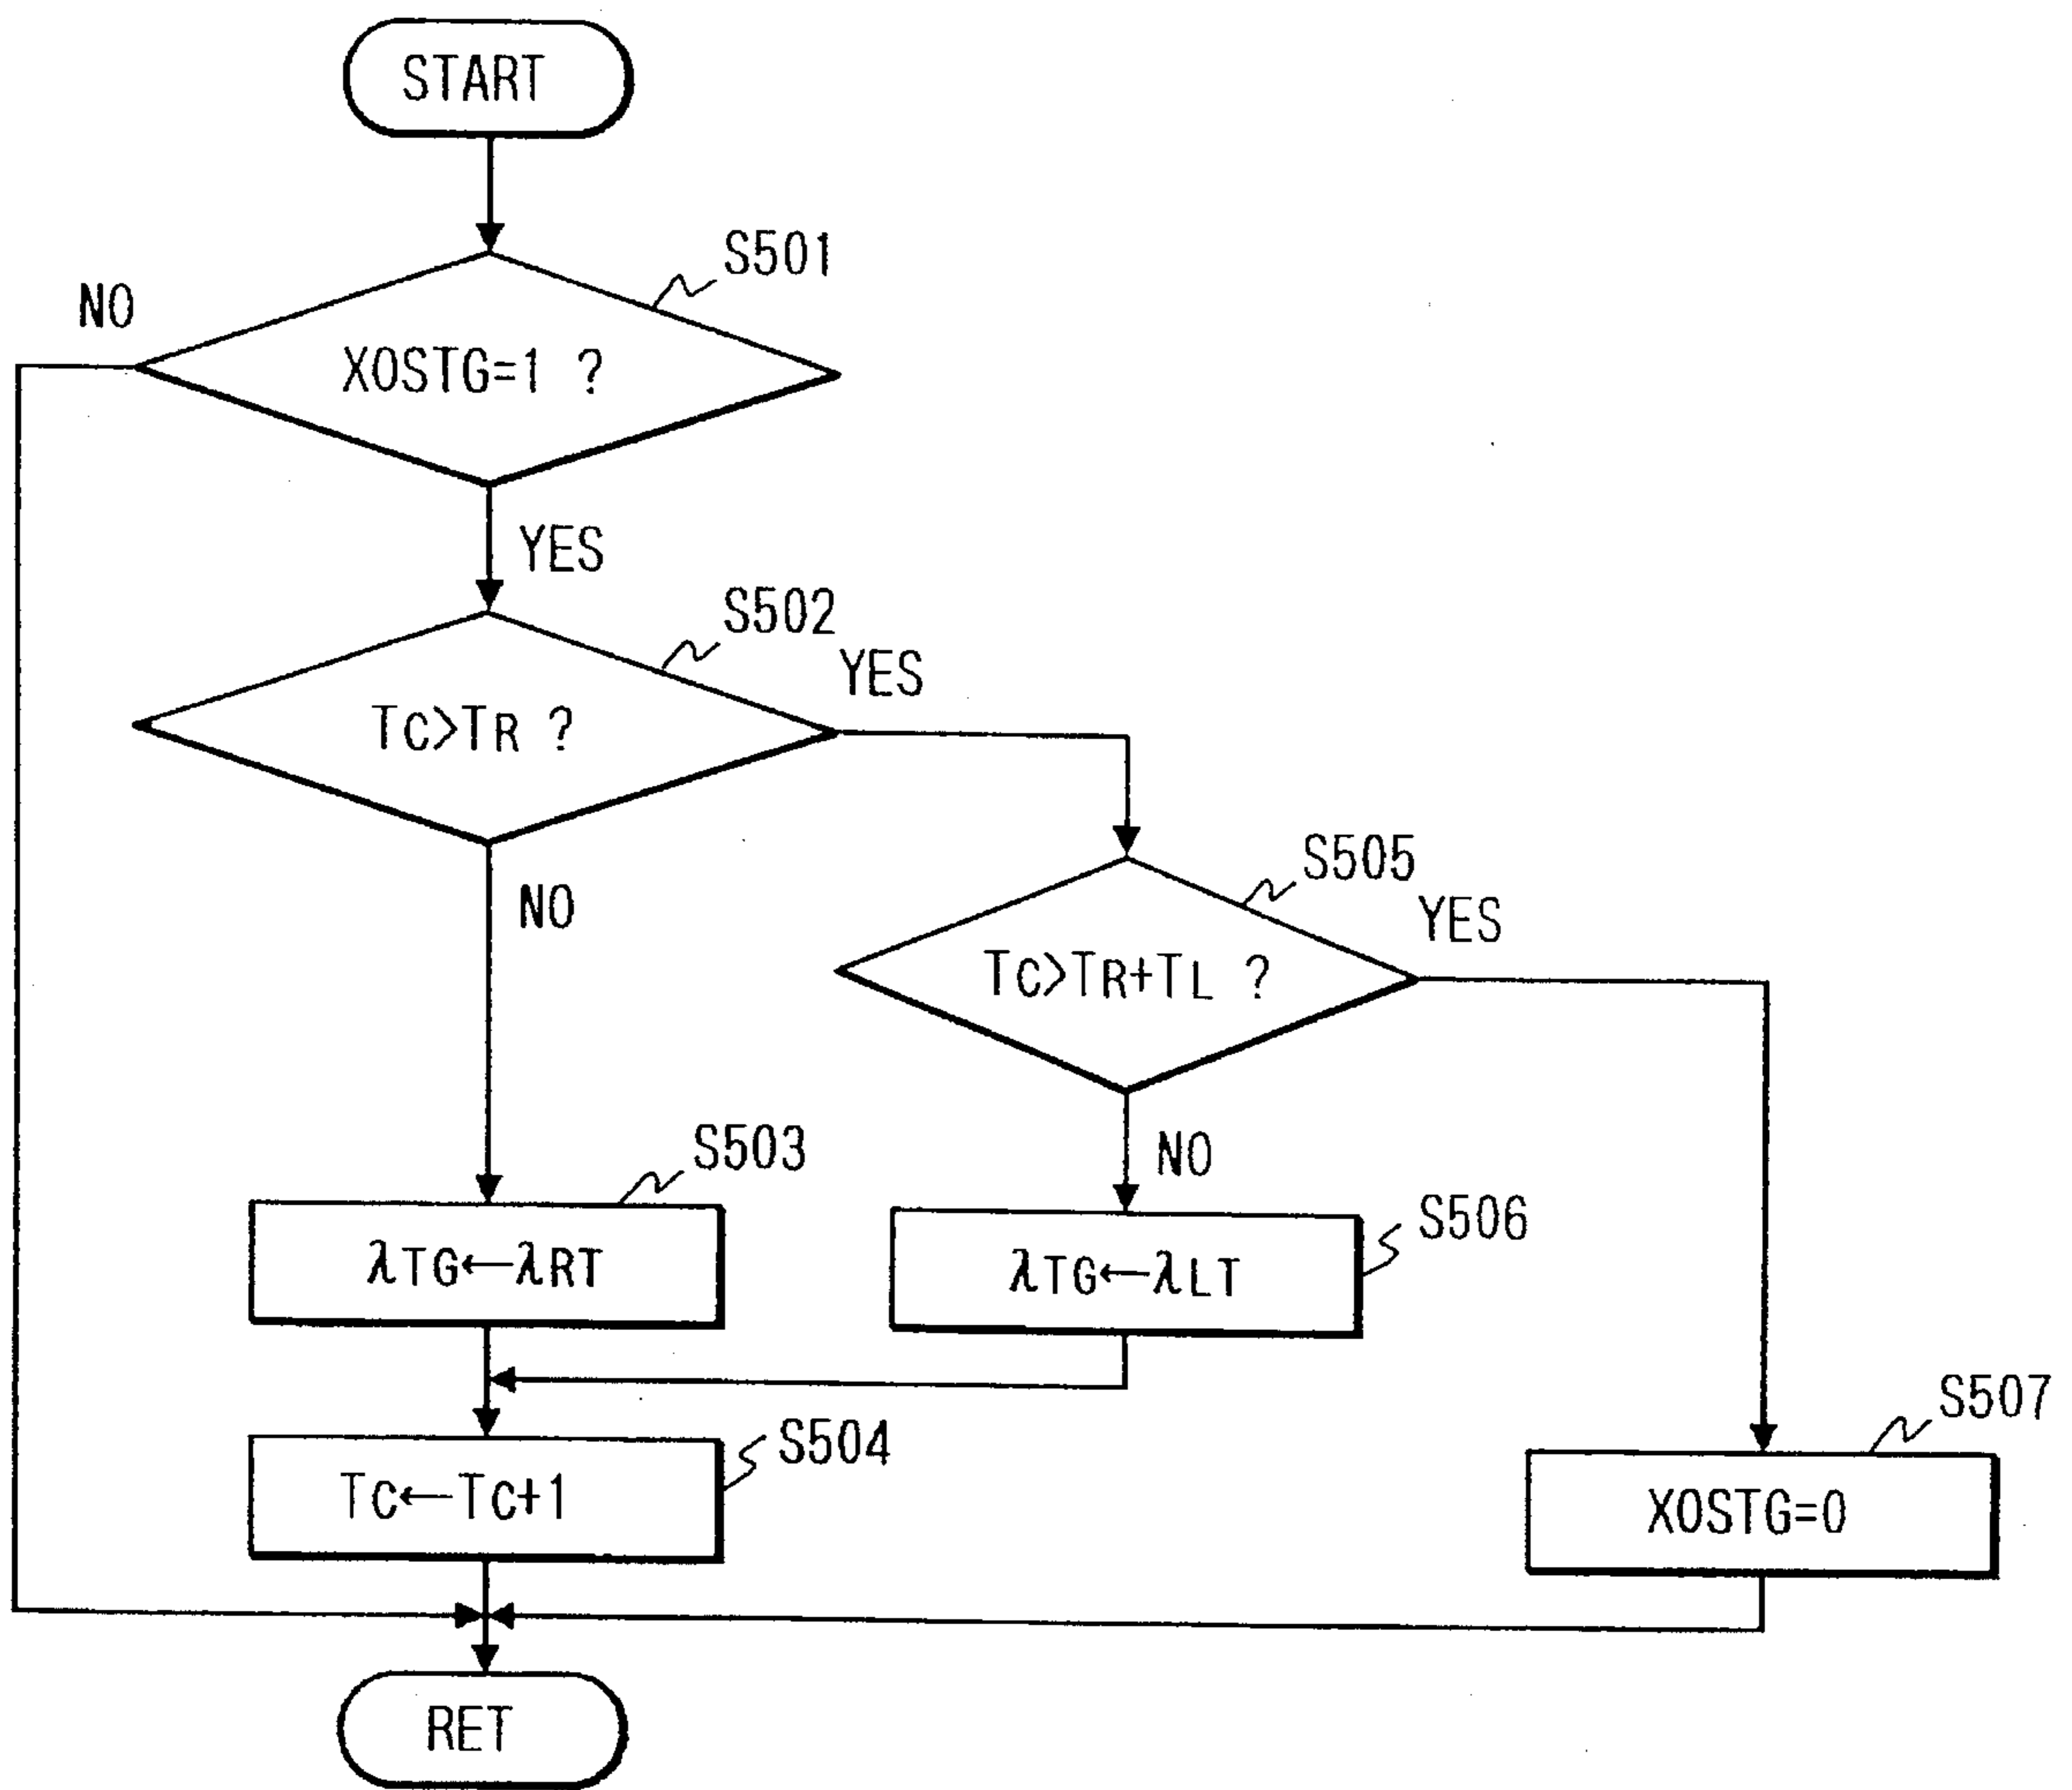 START
S501
NO
XOSTG=1 ?
YES
S502
YES
TC>TR ?
S505
YES
NO
TC>TR+TL ?
S503
NO
S506
λTG←λRT
λTG←λLT
S507
S504
TC←TC+1
XOSTG=0
RET